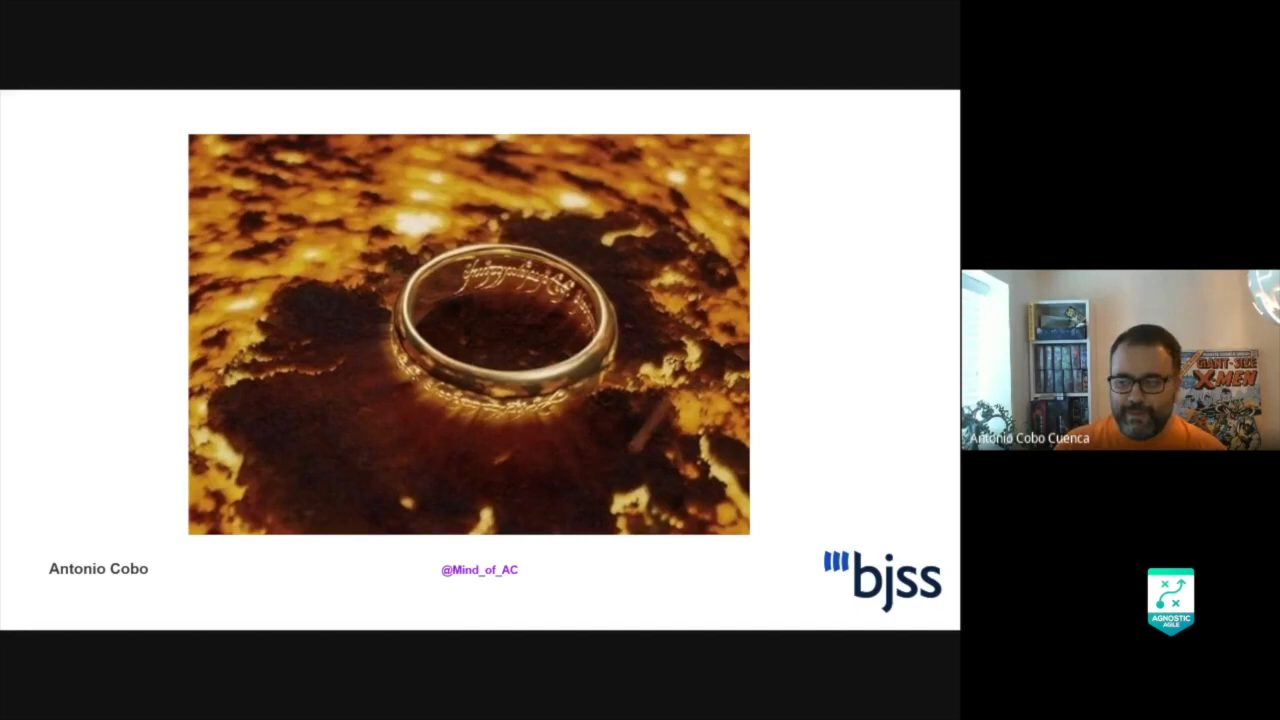 Antonio Cobo
@Mind_of_AC
bjss
GIANT-SIZE
X-MEN
Antonio Cobo Cuenca
AGNOSTIC
AGILE